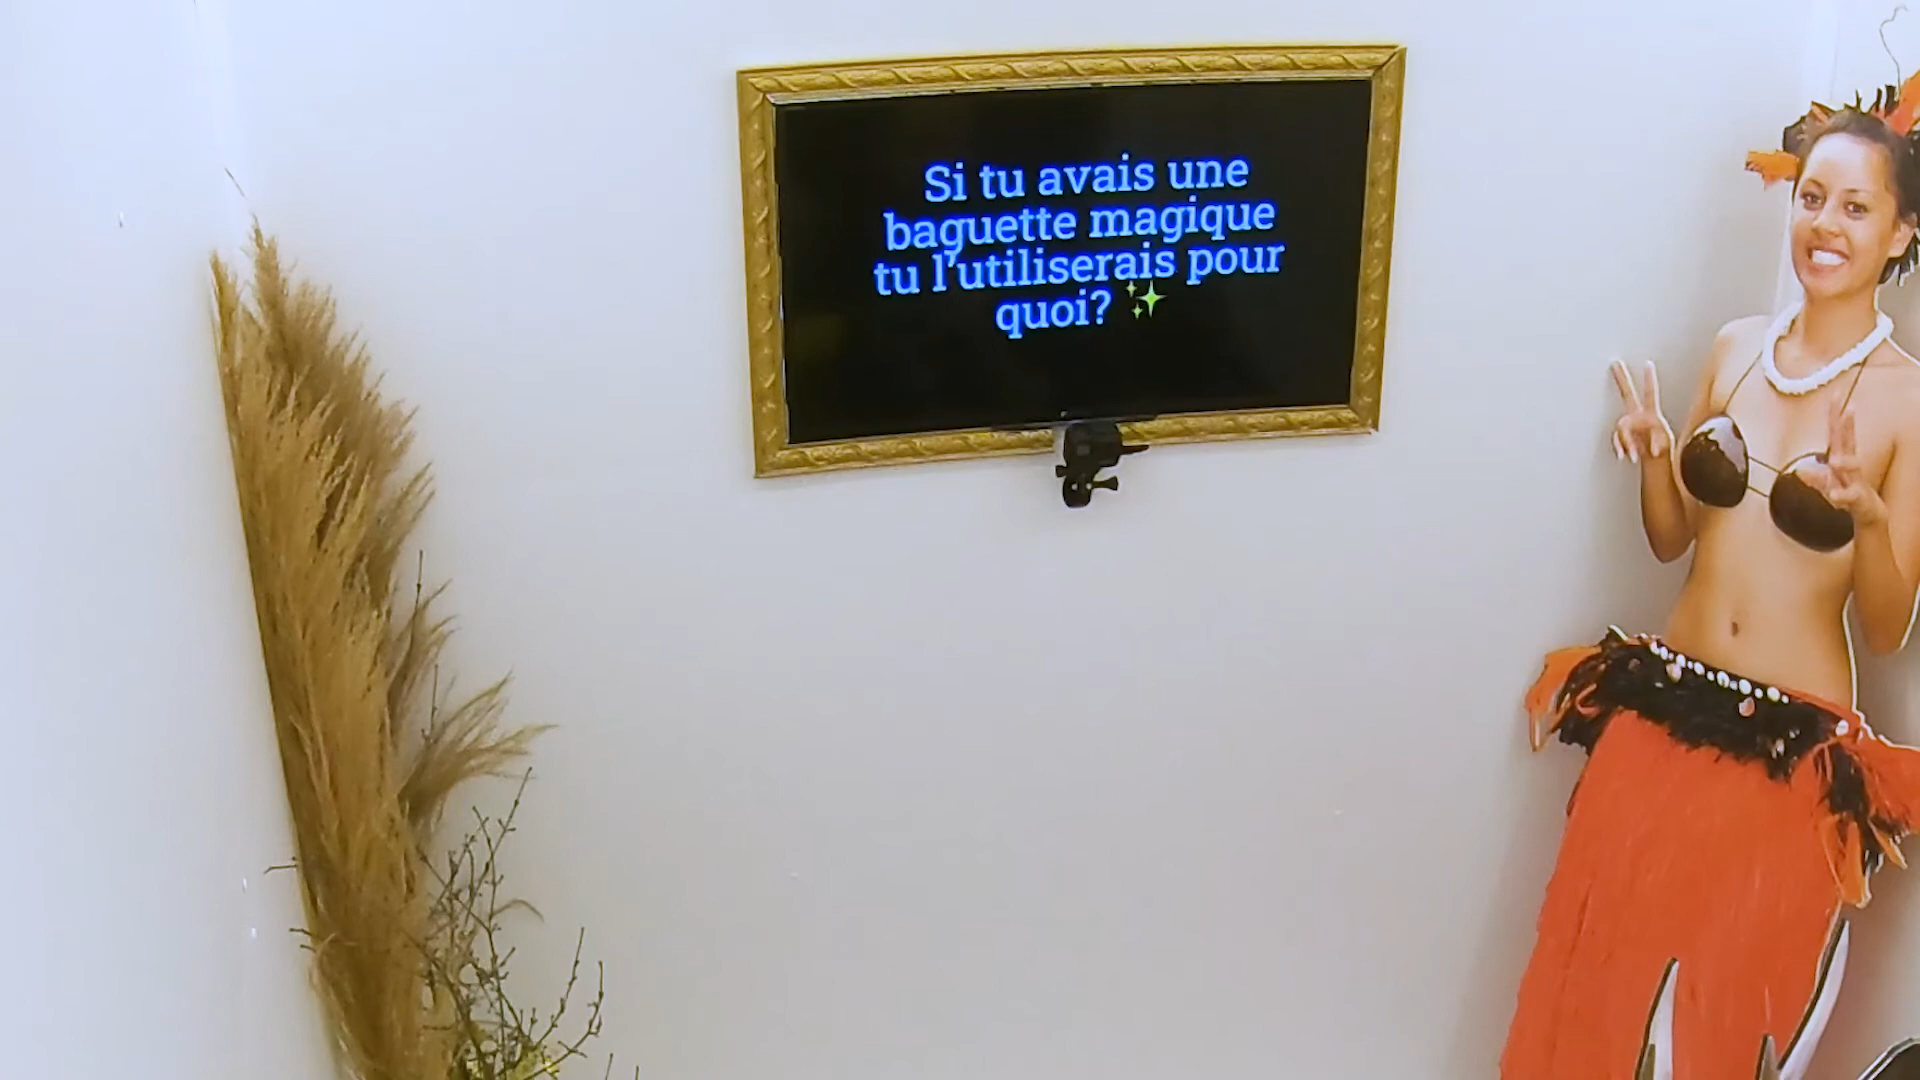 Si tu avais une
baguette magique
tu l'utiliserais pour
quoi? ✨